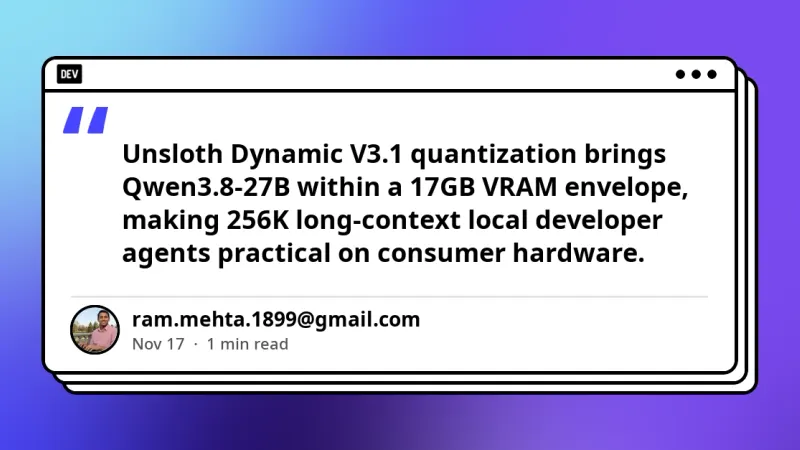 DEV
Unsloth Dynamic V3.1 quantization brings
Qwen3.8-27B within a 17GB VRAM envelope,
making 256K long-context local developer
agents practical on consumer hardware.
ram.mehta.1899@gmail.com
Nov 17 · 1 min read